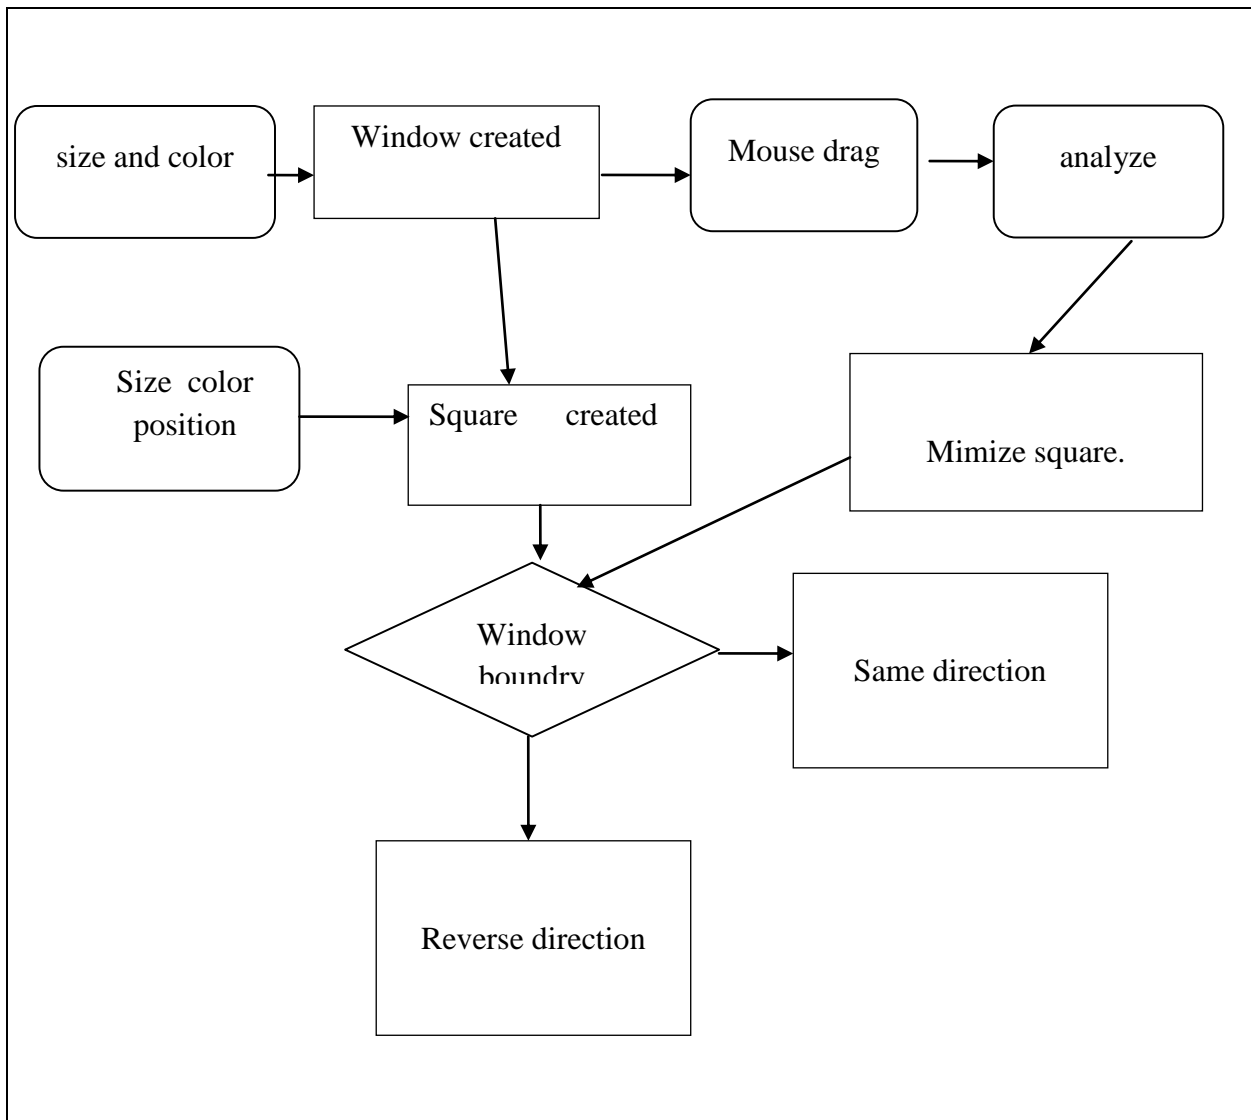 size and color
Window created
Mouse drag
analyze
Size color
position
Square created
Mimize square.
Window
boundry
Same direction
Reverse direction